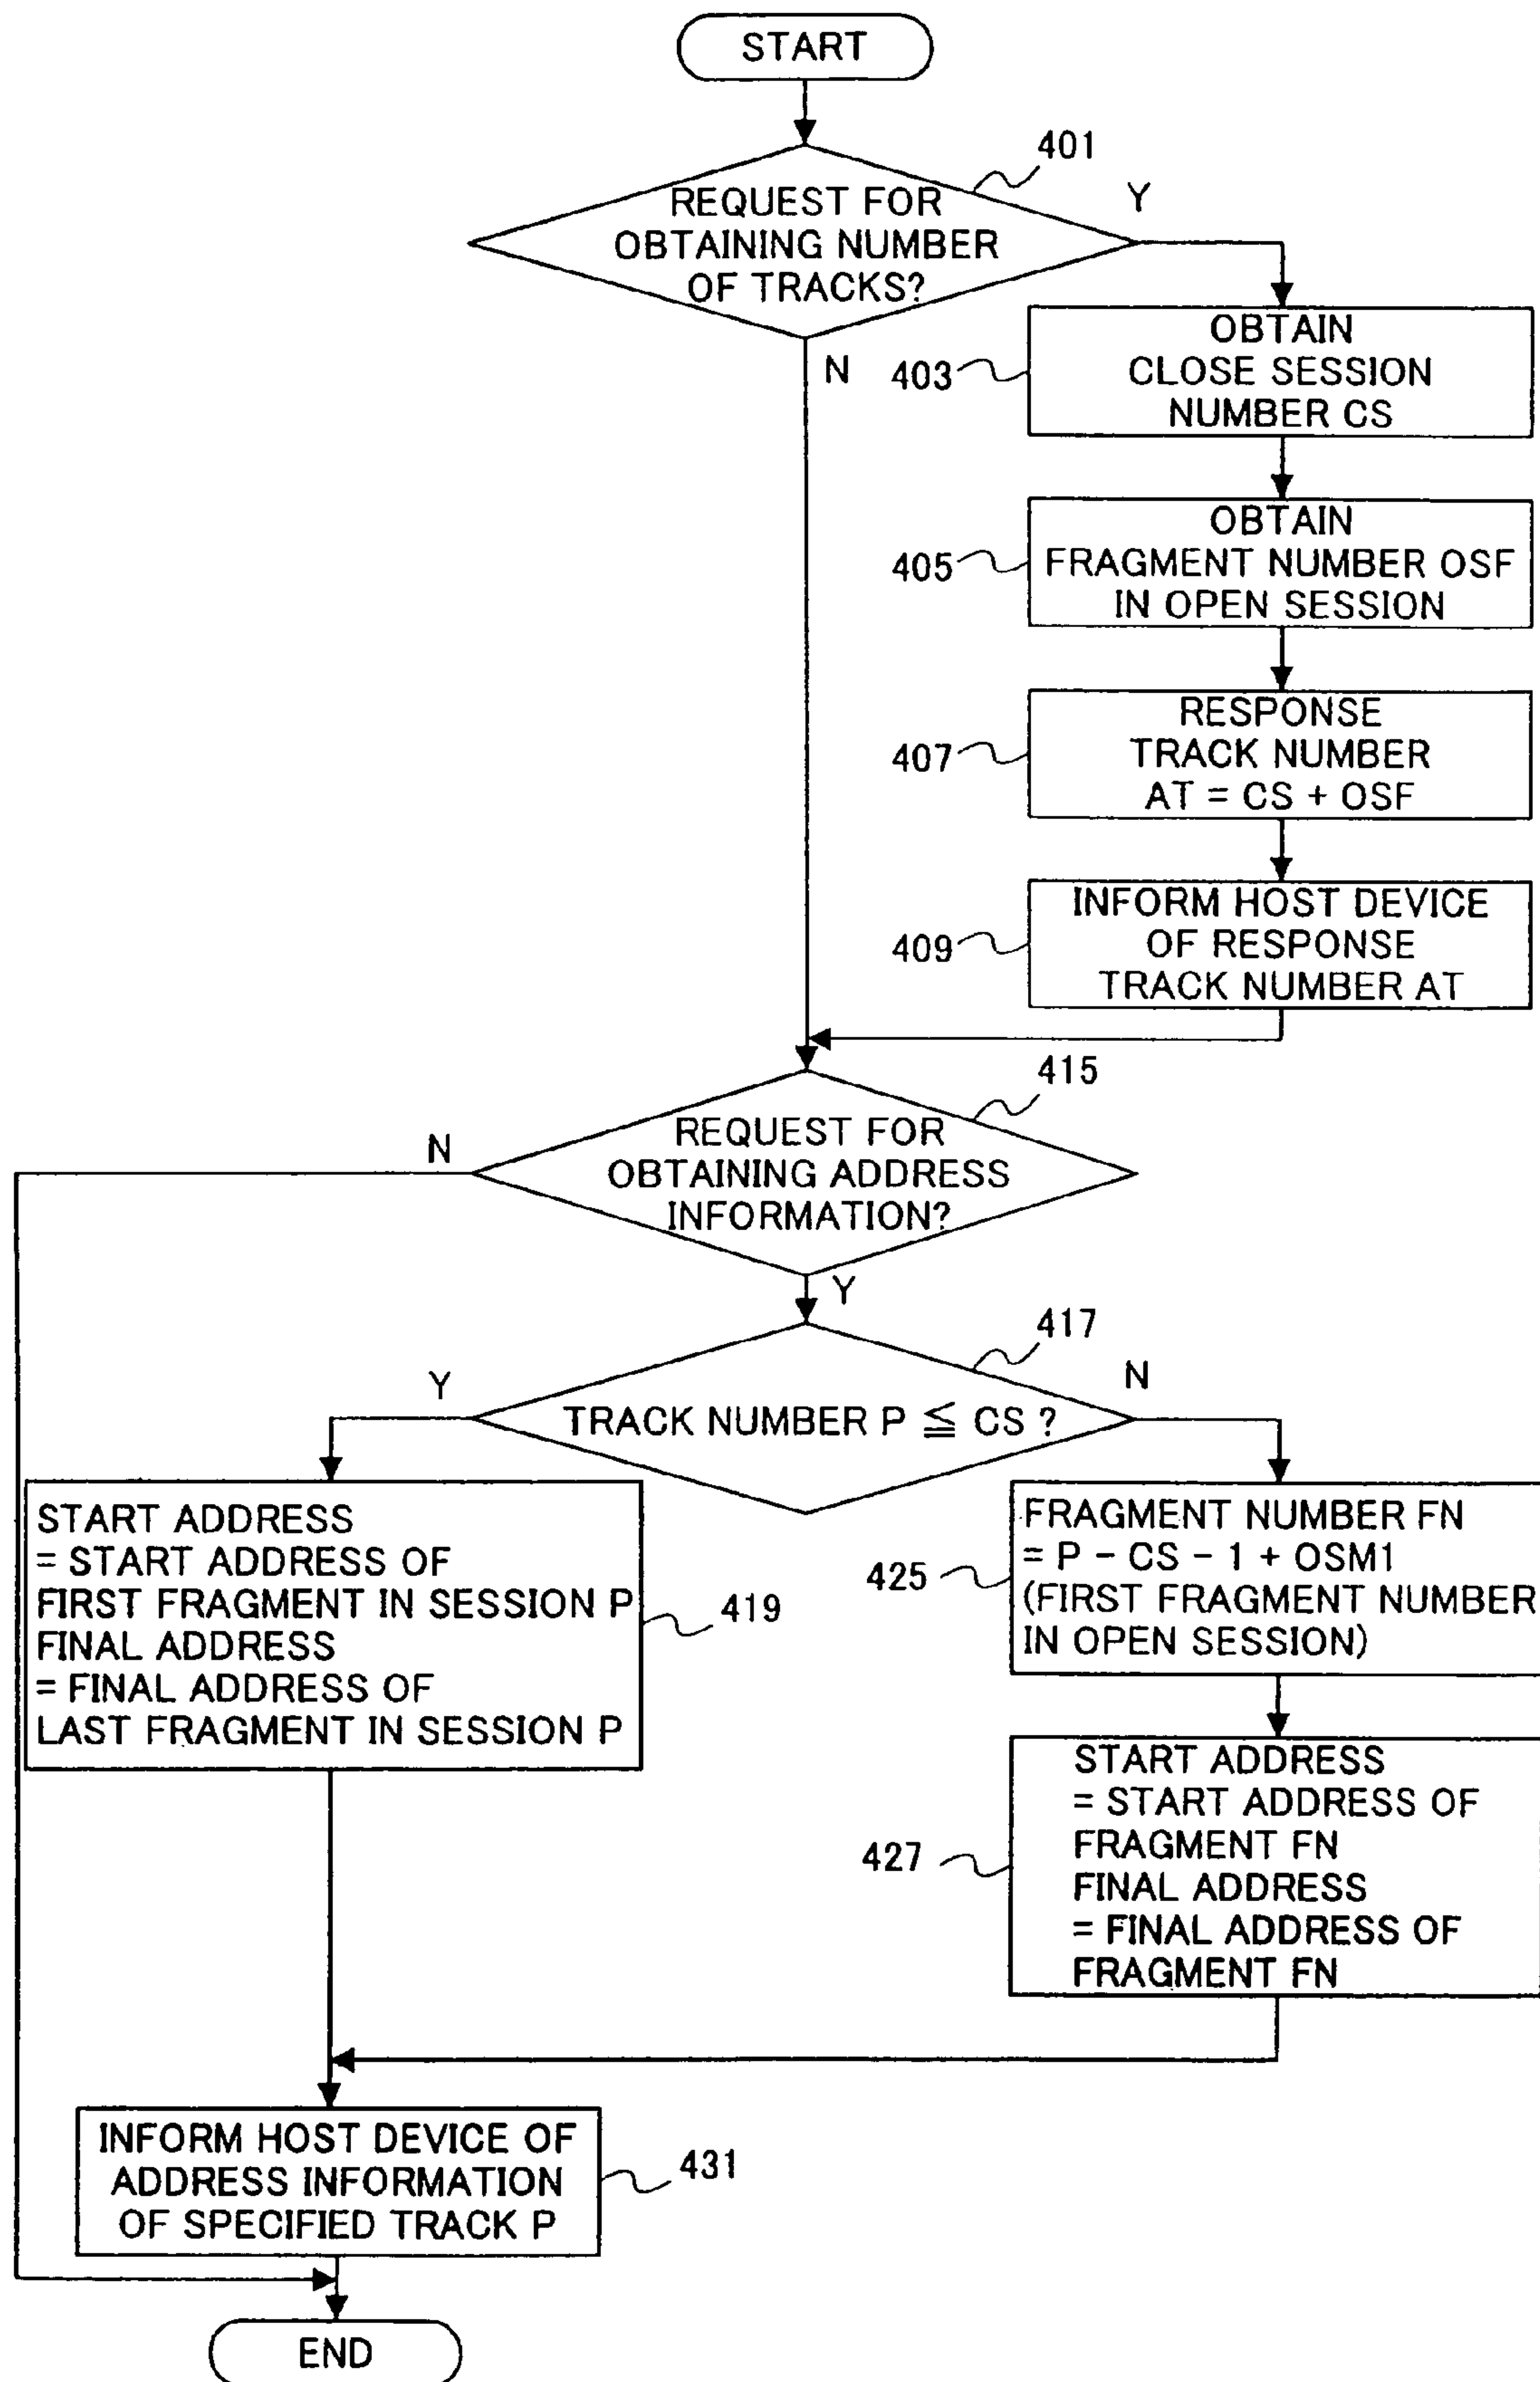 START
401
REQUEST FOR
OBTAINING NUMBER
OF TRACKS?
Y
N
403
OBTAIN
CLOSE SESSION
NUMBER CS
405
OBTAIN
FRAGMENT NUMBER OSF
IN OPEN SESSION
407
RESPONSE
TRACK NUMBER
AT = CS + OSF
409
INFORM HOST DEVICE
OF RESPONSE
TRACK NUMBER AT
415
REQUEST FOR
OBTAINING ADDRESS
INFORMATION?
N
Y
417
TRACK NUMBER P ≦ CS ?
Y
N
START ADDRESS
= START ADDRESS OF
FIRST FRAGMENT IN SESSION P
FINAL ADDRESS
= FINAL ADDRESS OF
LAST FRAGMENT IN SESSION P
419
425
FRAGMENT NUMBER FN
= P - CS - 1 + OSM1
(FIRST FRAGMENT NUMBER
IN OPEN SESSION)
427
START ADDRESS
= START ADDRESS OF
FRAGMENT FN
FINAL ADDRESS
= FINAL ADDRESS OF
FRAGMENT FN
INFORM HOST DEVICE OF
ADDRESS INFORMATION
OF SPECIFIED TRACK P
431
END